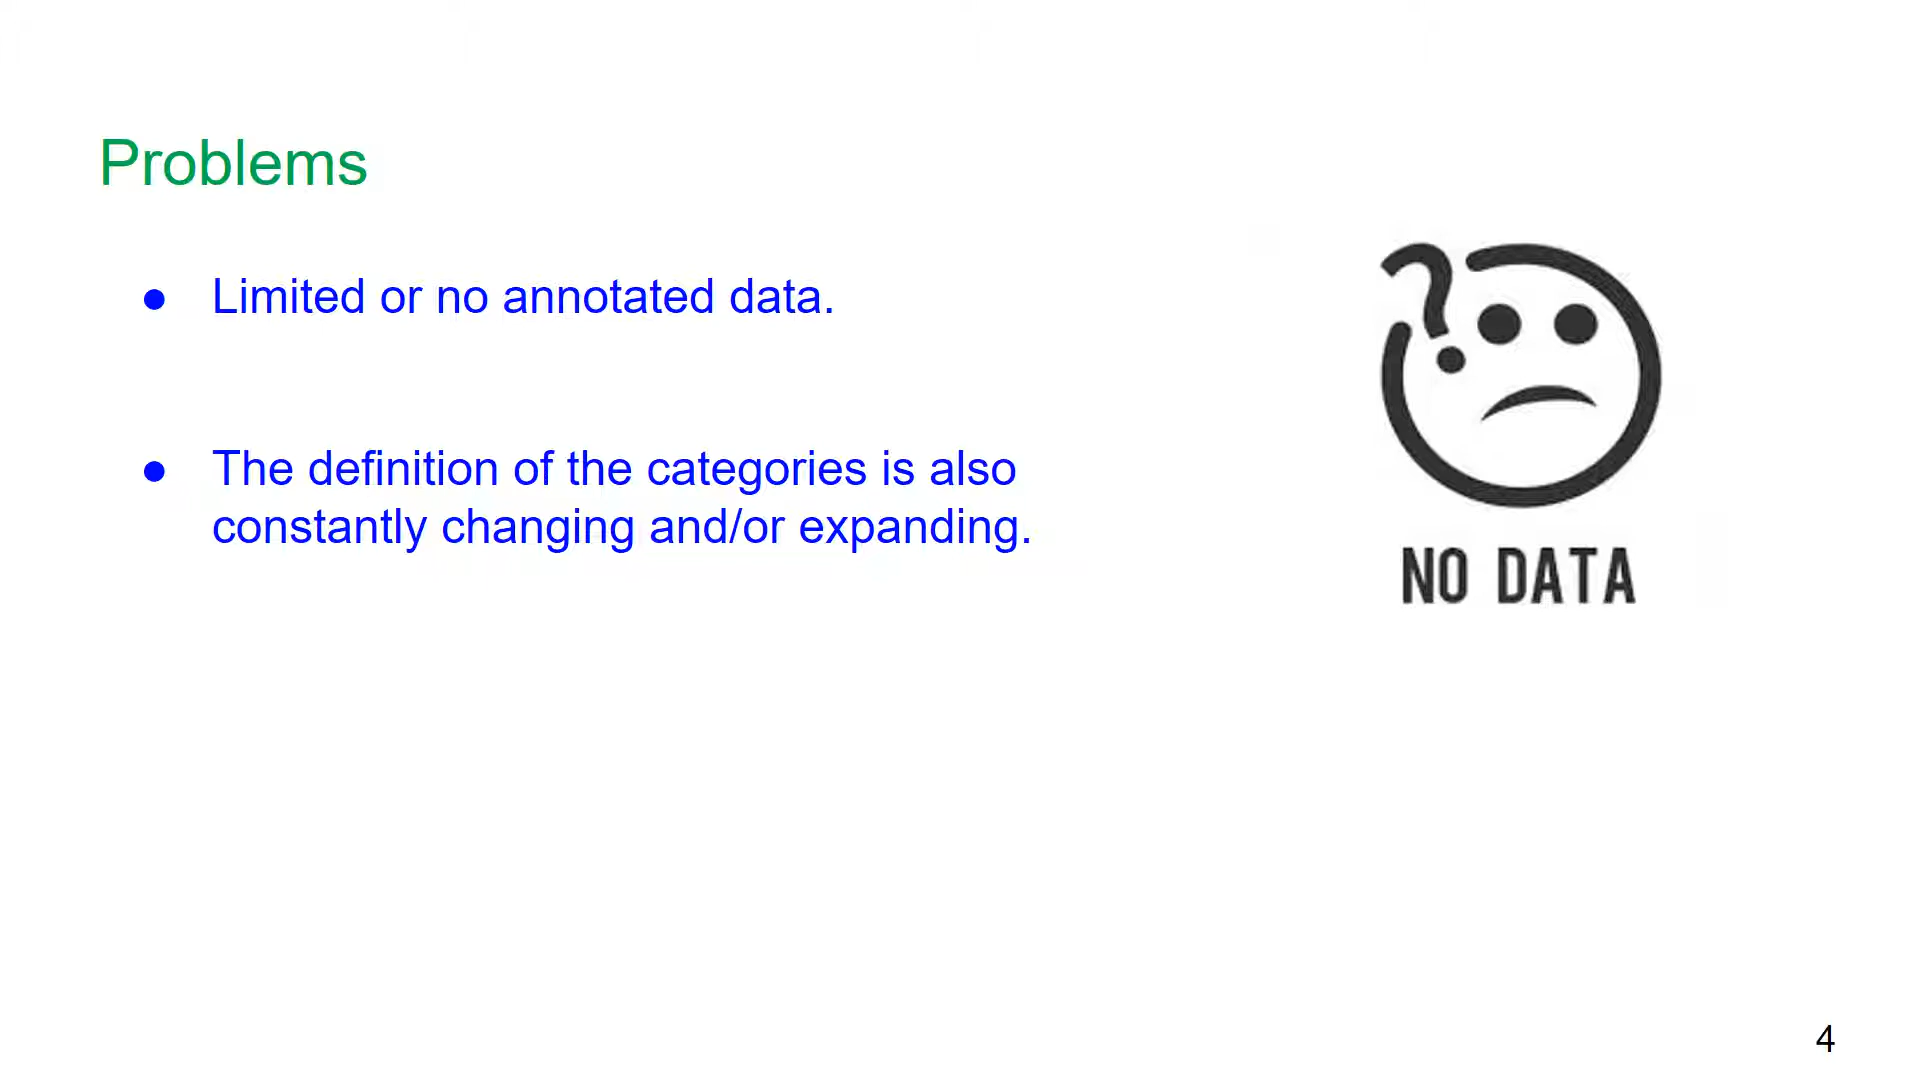 Problems
● Limited or no annotated data.
● The definition of the categories is also
constantly changing and/or expanding.
?
NO DATA
4